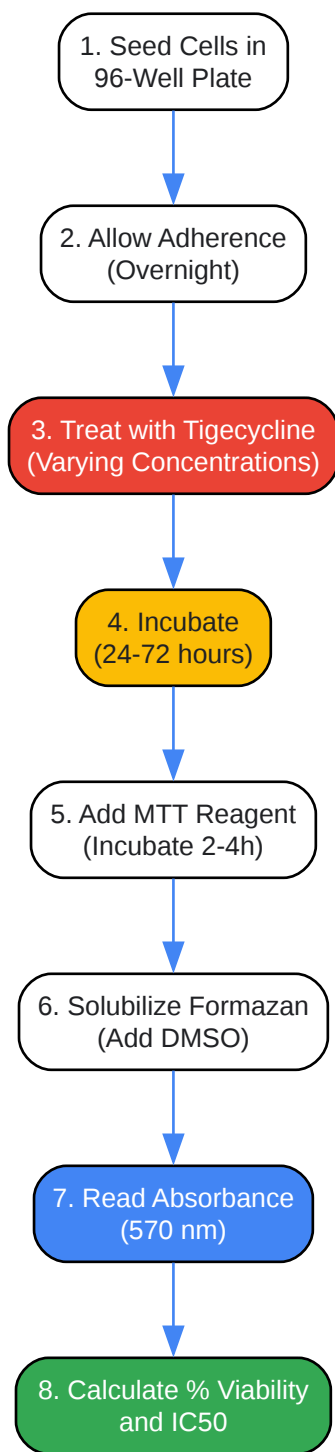 1. Seed Cells in
96-Well Plate
2. Allow Adherence
(Overnight)
3. Treat with Tigecycline
(Varying Concentrations)
4. Incubate
(24-72 hours)
5. Add MTT Reagent
(Incubate 2-4h)
6. Solubilize Formazan
(Add DMSO)
7. Read Absorbance
(570 nm)
8. Calculate % Viability
and IC50